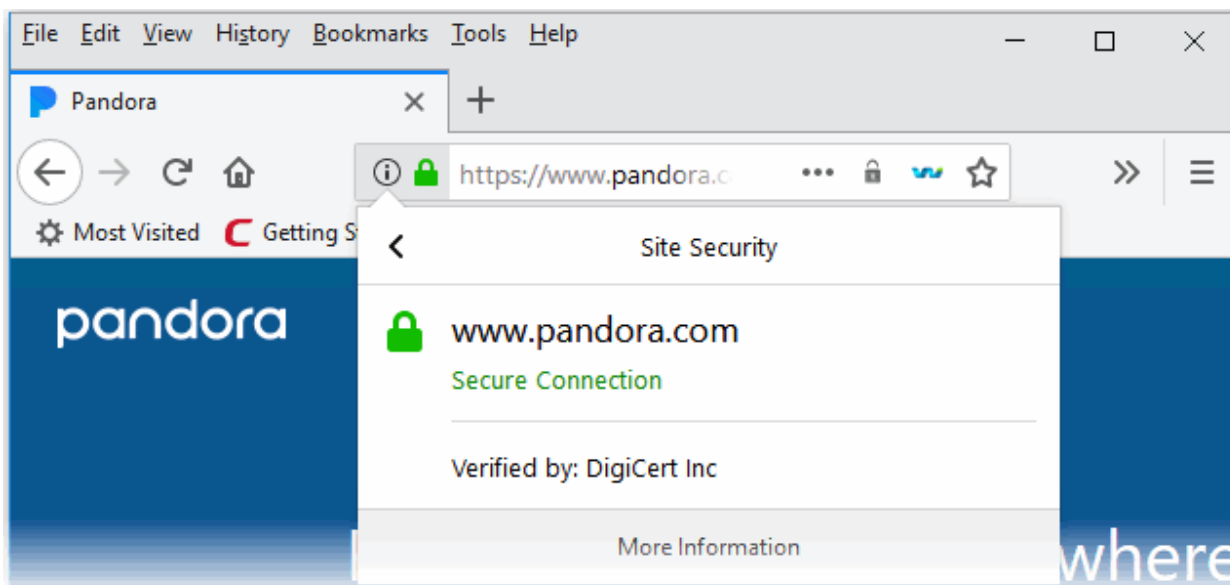 File Edit View History Bookmarks Tools Help
Pandora
https://www.pandora.c
Most Visited Getting S
Site Security
pandora
www.pandora.com
Secure Connection
Verified by: DigiCert Inc
More Information
where